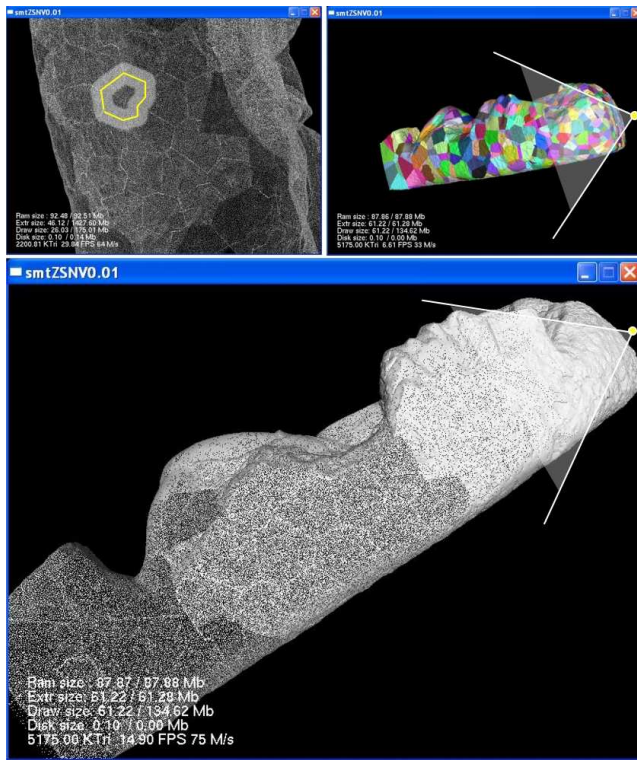 smtZSNV0.01
Ram size : 92.48 / 92.51 Mb
Extr size: 46.12 / 1427.60 Mb
Draw size: 26.03 / 175.01 Mb
Disk size: 0.10 / 0.14 Mb
2200.81 KTri 29.84 FPS 64 M/s
smtZSNV0.01
Ram size : 87.86 / 87.88 Mb
Extr size: 61.22 / 61.28 Mb
Draw size: 61.22 / 134.62 Mb
Disk size: 0.10 / 0.00 Mb
5175.00 KTri 6.61 FPS 33 M/s
smtZSNV0.01
Ram size : 87.87 / 87.88 Mb
Extr size: 61.22 / 61.28 Mb
Draw size: 61.22 / 134.62 Mb
Disk size: 0.10 / 0.00 Mb
5175.00 KTri 14.90 FPS 75 M/s